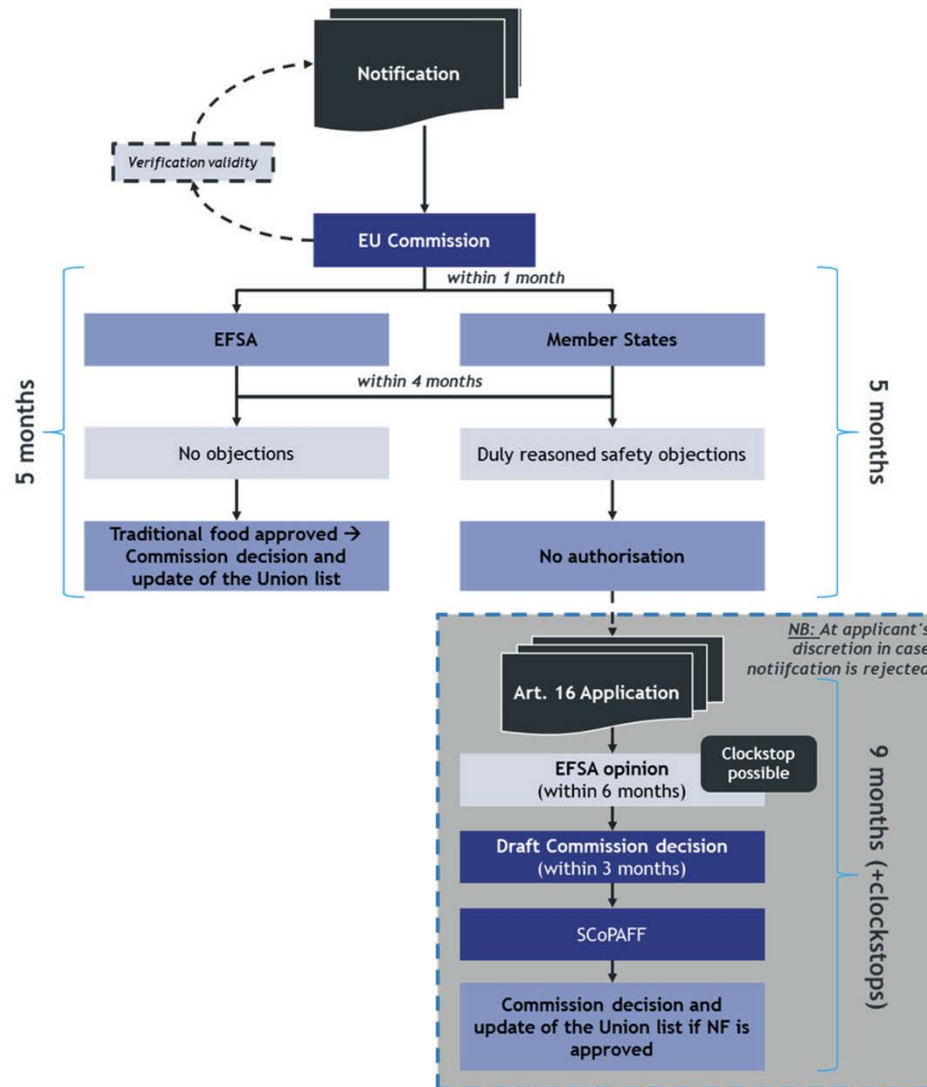 Notification
Verification validity
EU Commission
within 1 month
EFSA
Member States
within 4 months
5 months
5 months
No objections
Duly reasoned safety objections
Traditional food approved →
Commission decision and
update of the Union list
No authorisation
NB: At applicant's
discretion in case
notiifcation is rejected
Art. 16 Application
Clockstop
possible
EFSA opinion
(within 6 months)
Draft Commission decision
(within 3 months)
9 months (+clockstops)
SCoPAFF
Commission decision and
update of the Union list if NF is
approved